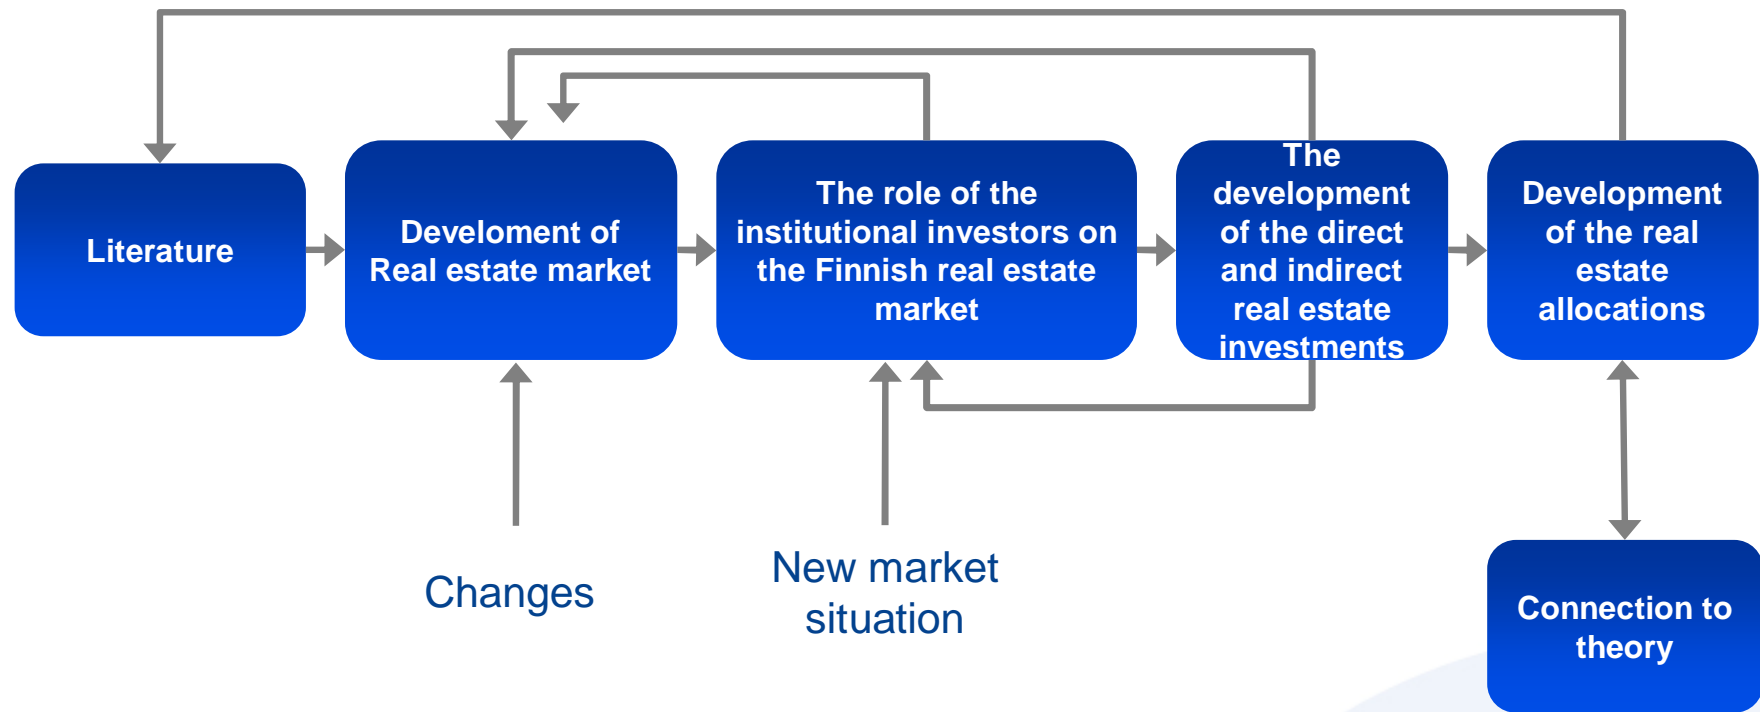 Literature
Develoment of
Real estate market
The role of the
institutional investors on
the Finnish real estate
market
The
development
of the direct
and indirect
real estate
investments
Development
of the real
estate
allocations
Changes
New market
situation
Connection to
theory